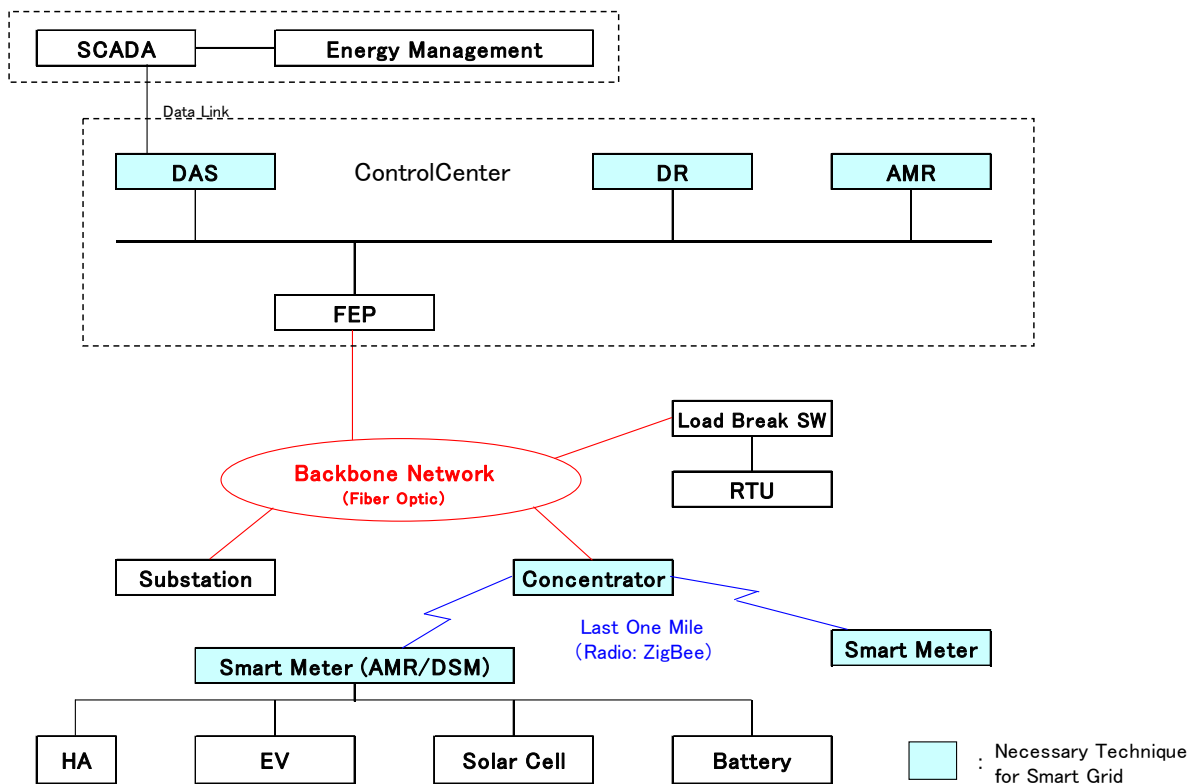 SCADA
Energy Management
Data Link
DAS
ControlCenter
DR
AMR
FEP
Load Break SW
Backbone Network
(Fiber Optic)
RTU
Substation
Concentrator
Last One Mile
(Radio: ZigBee)
Smart Meter
Smart Meter (AMR/DSM)
HA
EV
Solar Cell
Battery
: Necessary Technique
for Smart Grid